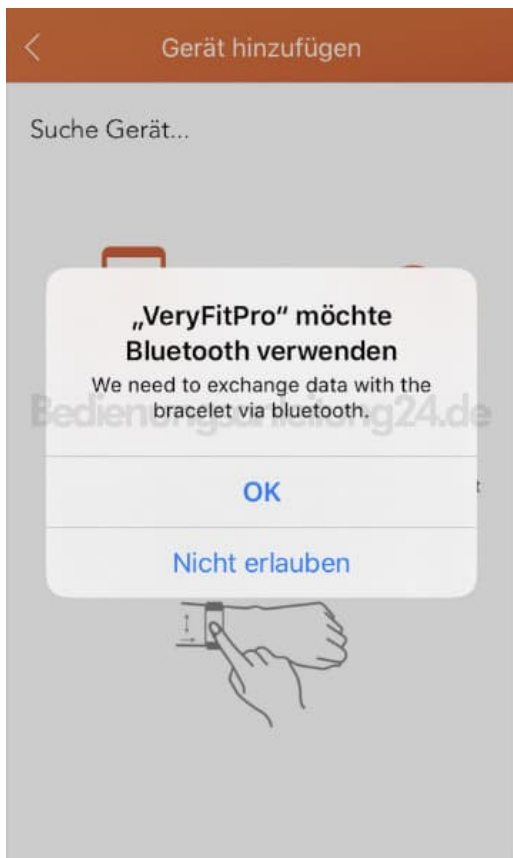 Gerät hinzufügen
Suche Gerät...
„VeryFitPro“ möchte
Bluetooth verwenden
We need to exchange data with the
bracelet via bluetooth.
Bedienungsanleitung24.de
OK
t
Nicht erlauben